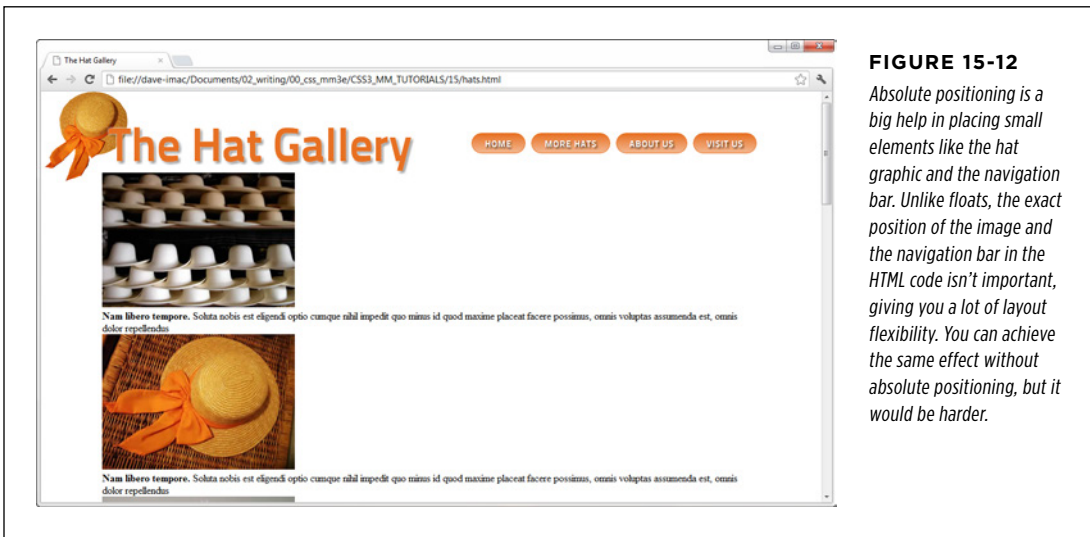 The Hat Gallery
file://dave-imac/Documents/02_writing/00_css_mm3e/CSS3_MM_TUTORIALS/15/hats.html
The Hat Gallery
HOME
MORE HATS
ABOUT US
VISIT US
Nam libero tempore. Soluta nobis est eligendi optio cumque nihil impedit quo minus id quod maxime placeat facere possimus, omnis voluptas assumenda est, omnis
dolor repellendus
Nam libero tempore. Soluta nobis est eligendi optio cumque nihil impedit quo minus id quod maxime placeat facere possimus, omnis voluptas assumenda est, omnis
dolor repellendus
FIGURE 15-12
Absolute positioning is a
big help in placing small
elements like the hat
graphic and the navigation
bar. Unlike floats, the exact
position of the image and
the navigation bar in the
HTML code isn’t important,
giving you a lot of layout
flexibility. You can achieve
the same effect without
absolute positioning, but it
would be harder.